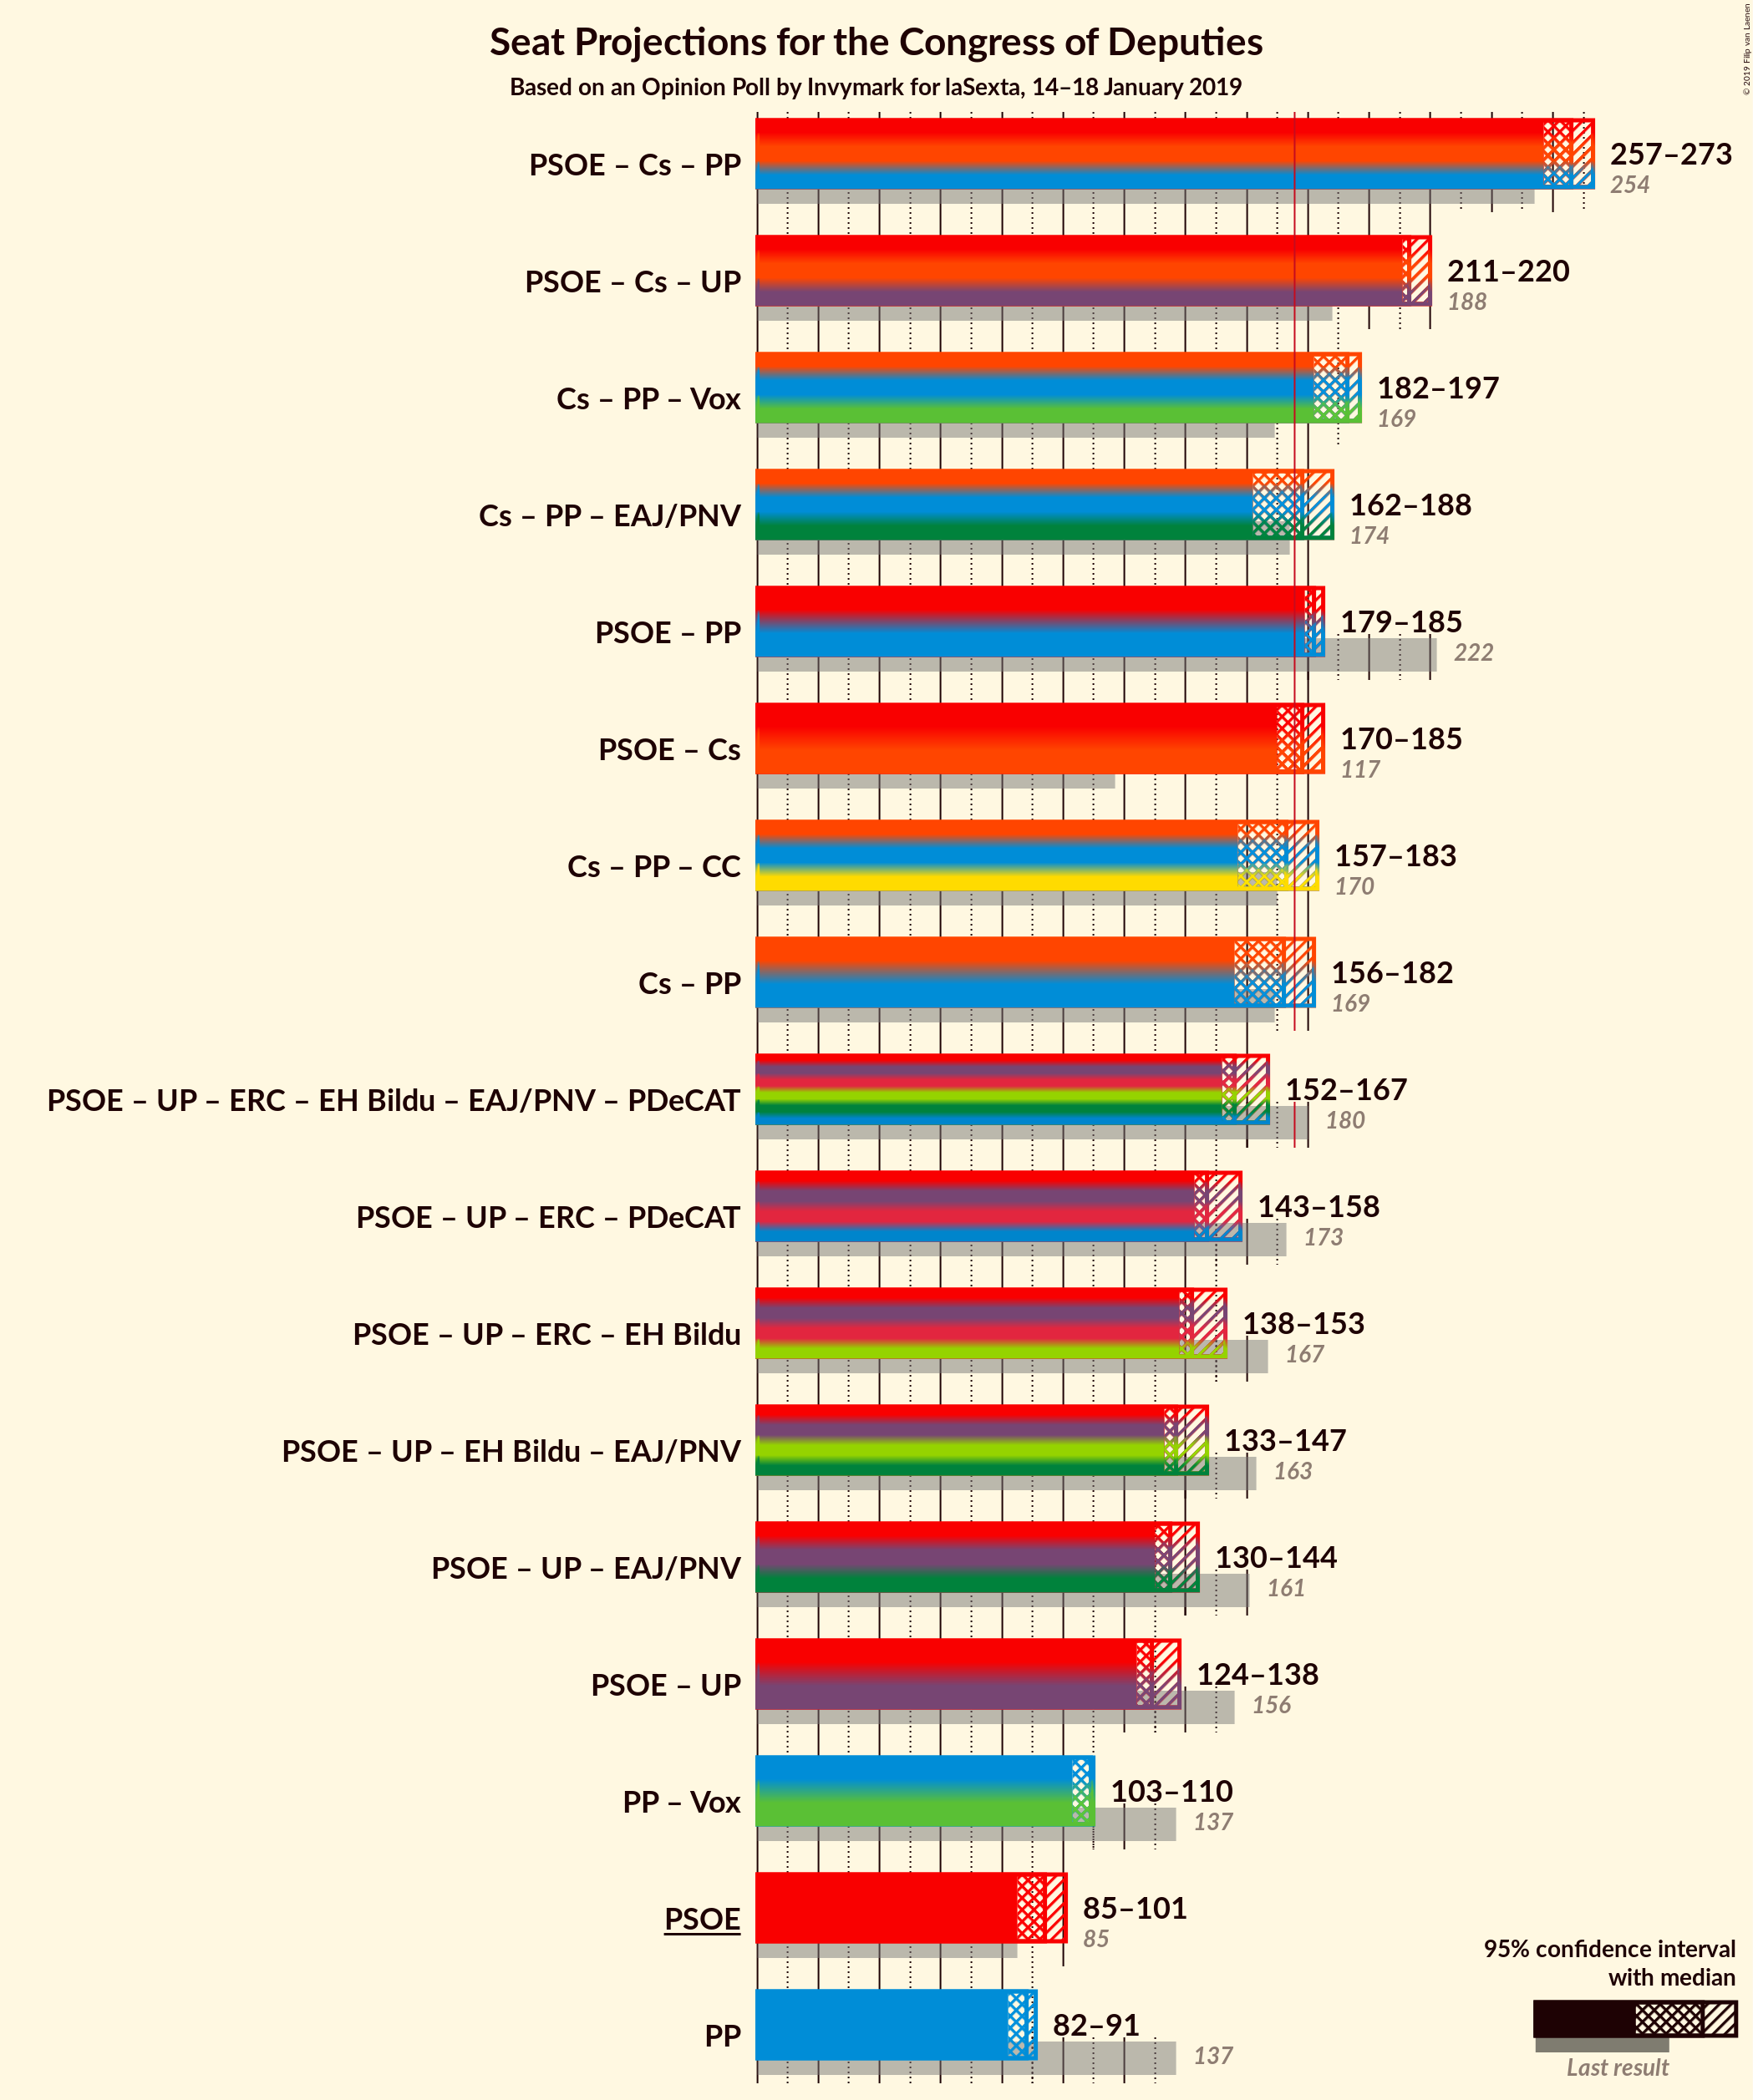 Seat Projections for the Congress of Deputies
Based on an Opinion Poll by Invymark for laSexta, 14–18 January 2019
© 2019 Filip van Laenen
PSOE – Cs – PP
257–273
254
PSOE – Cs – UP
211–220
188
Cs – PP – Vox
182–197
169
Cs – PP – EAJ/PNV
162–188
174
PSOE – PP
179–185
222
PSOE – Cs
170–185
117
Cs – PP – CC
157–183
170
Cs – PP
156–182
169
PSOE – UP – ERC – EH Bildu – EAJ/PNV – PDeCAT
152–167
180
PSOE – UP – ERC – PDeCAT
143–158
173
PSOE – UP – ERC – EH Bildu
138–153
167
PSOE – UP – EH Bildu – EAJ/PNV
133–147
163
PSOE – UP – EAJ/PNV
130–144
161
PSOE – UP
124–138
156
PP – Vox
103–110
137
PSOE
85–101
85
PP
82–91
137
95% confidence interval
with median
Last result